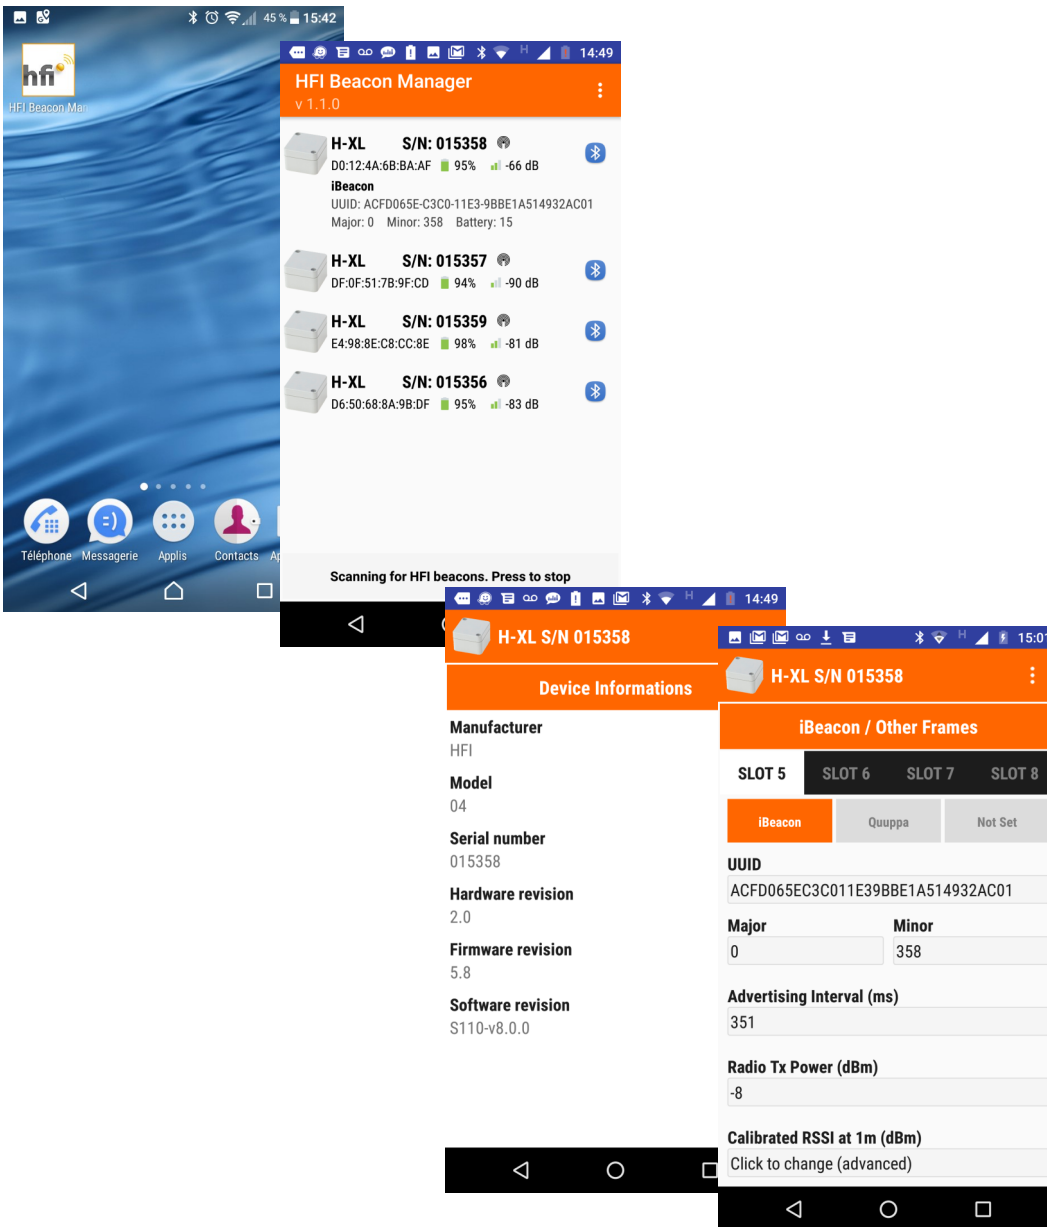 45 % 15:42
hfi
HFI Beacon Man
Téléphone Messagerie Applis Contacts Ap
14:49
HFI Beacon Manager
v 1.1.0
H-XL S/N: 015358
D0:12:4A:6B:BA:AF 95% -66 dB
iBeacon
UUID: ACFD065E-C3C0-11E3-9BBE1A514932AC01
Major: 0 Minor: 358 Battery: 15
H-XL S/N: 015357
DF:0F:51:7B:9F:CD 94% -90 dB
H-XL S/N: 015359
E4:98:8E:C8:CC:8E 98% -81 dB
H-XL S/N: 015356
D6:50:68:8A:9B:DF 95% -83 dB
Scanning for HFI beacons. Press to stop
H 14:49
H-XL S/N 015358
Device Informations
Manufacturer
HFI
Model
04
Serial number
015358
Hardware revision
2.0
Firmware revision
5.8
Software revision
S110-v8.0.0
H 15:01
H-XL S/N 015358
iBeacon / Other Frames
SLOT 5 SLOT 6 SLOT 7 SLOT 8
iBeacon Quuppa Not Set
UUID
ACFD065EC3C011E39BBE1A514932AC01
Major Minor
0 358
Advertising Interval (ms)
351
Radio Tx Power (dBm)
-8
Calibrated RSSI at 1m (dBm)
Click to change (advanced)